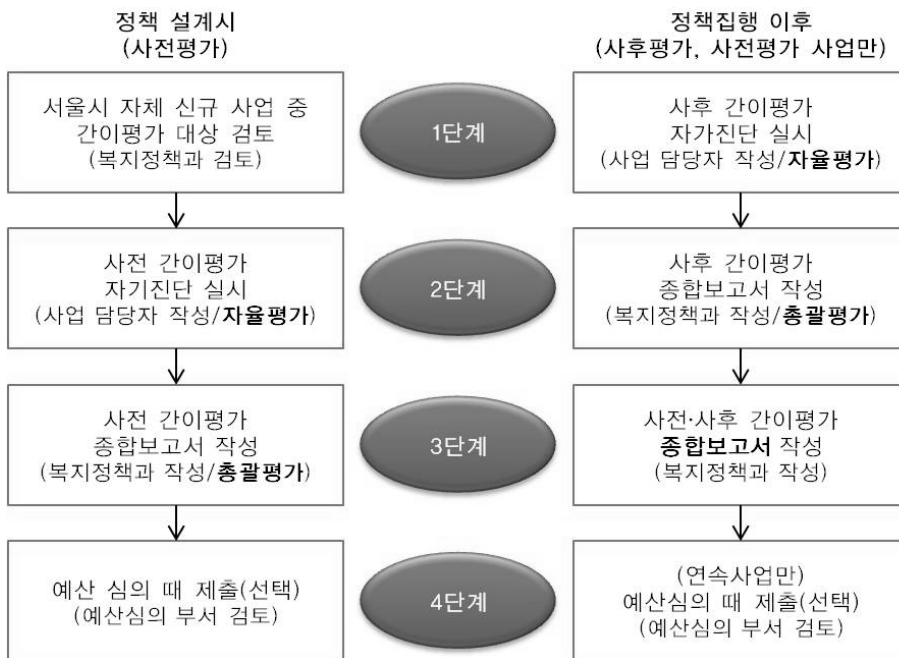 정책 설계시
(사전평가)
정책집행 이후
(사후평가, 사전평가 사업만)
서울시 자체 신규 사업 중
간이평가 대상 검토
(복지정책과 검토)
1단계
사후 간이평가
자가진단 실시
(사업 담당자 작성/자율평가)
사전 간이평가
자기진단 실시
(사업 담당자 작성/자율평가)
2단계
사후 간이평가
종합보고서 작성
(복지정책과 작성/총괄평가)
사전 간이평가
종합보고서 작성
(복지정책과 작성/총괄평가)
3단계
사전·사후 간이평가
종합보고서 작성
(복지정책과 작성)
예산 심의 때 제출(선택)
(예산심의 부서 검토)
4단계
(연속사업만)
예산심의 때 제출(선택)
(예산심의 부서 검토)